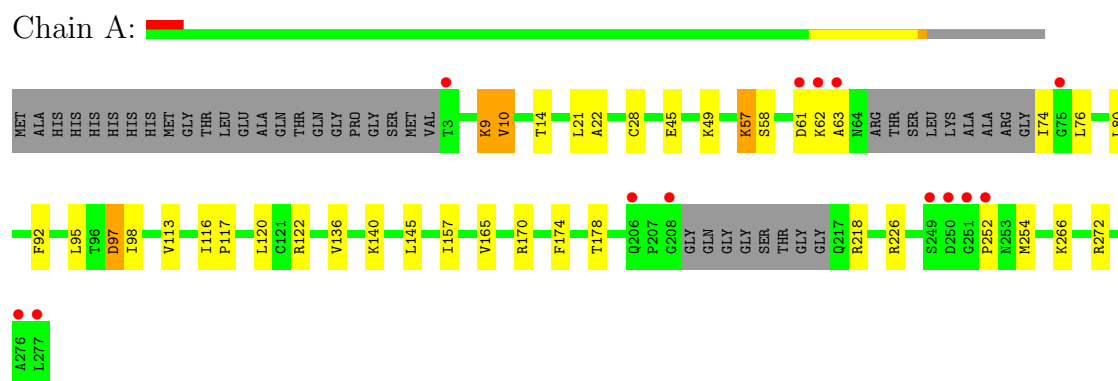 Chain A:
MET ALA HIS HIS HIS HIS HIS HIS MET GLY THR LEU GLU ALA GLN THR GLN GLY PRO GLY SER MET VAL T3 K9 V10 T14 L21 A22 C28 E45 K49 K57 S58 D61 K62 A63 N64 ARG THR SER LEU LYS ALA ALA ARG GLY I74 G75 L76 L80
F92 L95 T96 D97 I98 V113 I116 P117 L120 C121 R122 V136 K140 L145 I157 V165 R170 F174 T178 Q206 P207 G208 GLY GLN GLY GLY SER THR GLY GLY Q217 R218 R226 S249 D250 G251 P252 N253 M254 K266 R272
A276 L277